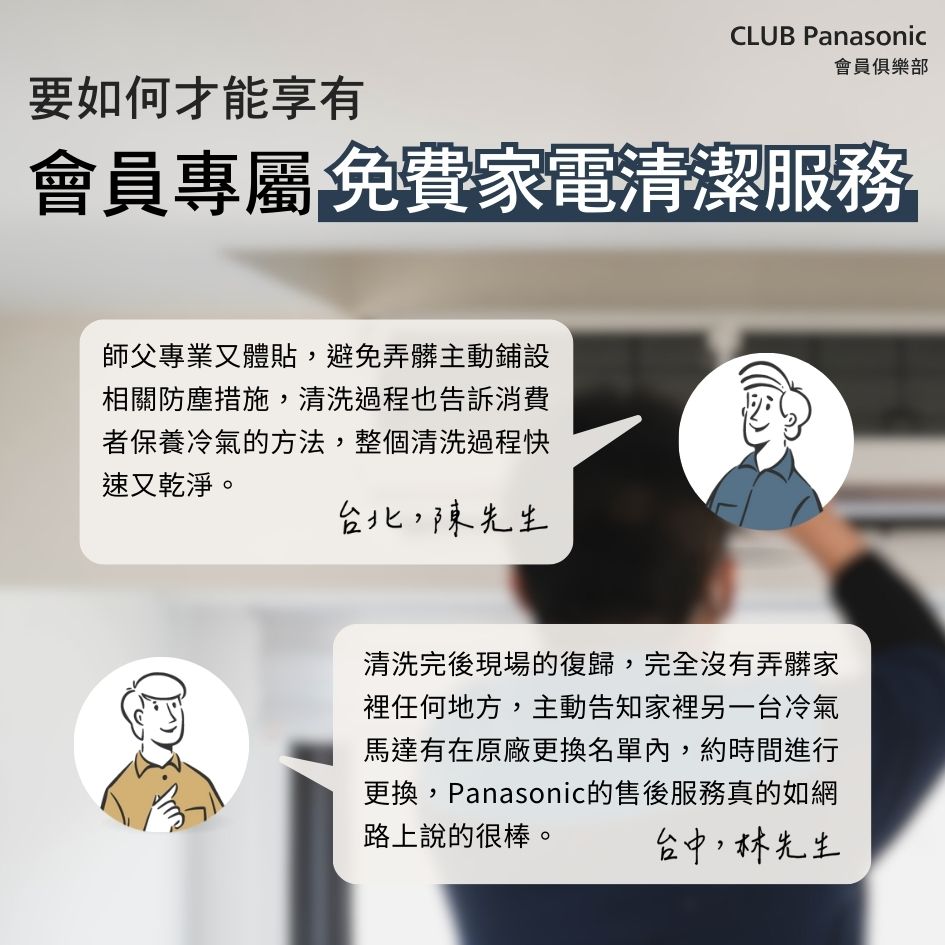 CLUB Panasonic
會員俱樂部
要如何才能享有
會員專屬 免費家電清潔服務
師父專業又體貼，避免弄髒主動鋪設
相關防塵措施，清洗過程也告訴消費
者保養冷氣的方法，整個清洗過程快
速又乾淨。
台北，陳先生
清洗完後現場的復歸，完全沒有弄髒家
裡任何地方，主動告知家裡另一台冷氣
馬達有在原廠更換名單內，約時間進行
更換，Panasonic的售後服務真的如網
路上說的很棒。
台中，林先生